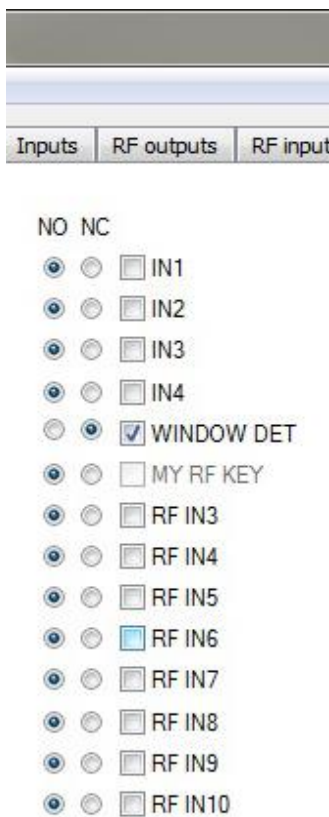 Inputs RF outputs RF input
NO NC
IN1
IN2
IN3
IN4
WINDOW DET
MY RF KEY
RF IN3
RF IN4
RF IN5
RF IN6
RF IN7
RF IN8
RF IN9
RF IN10